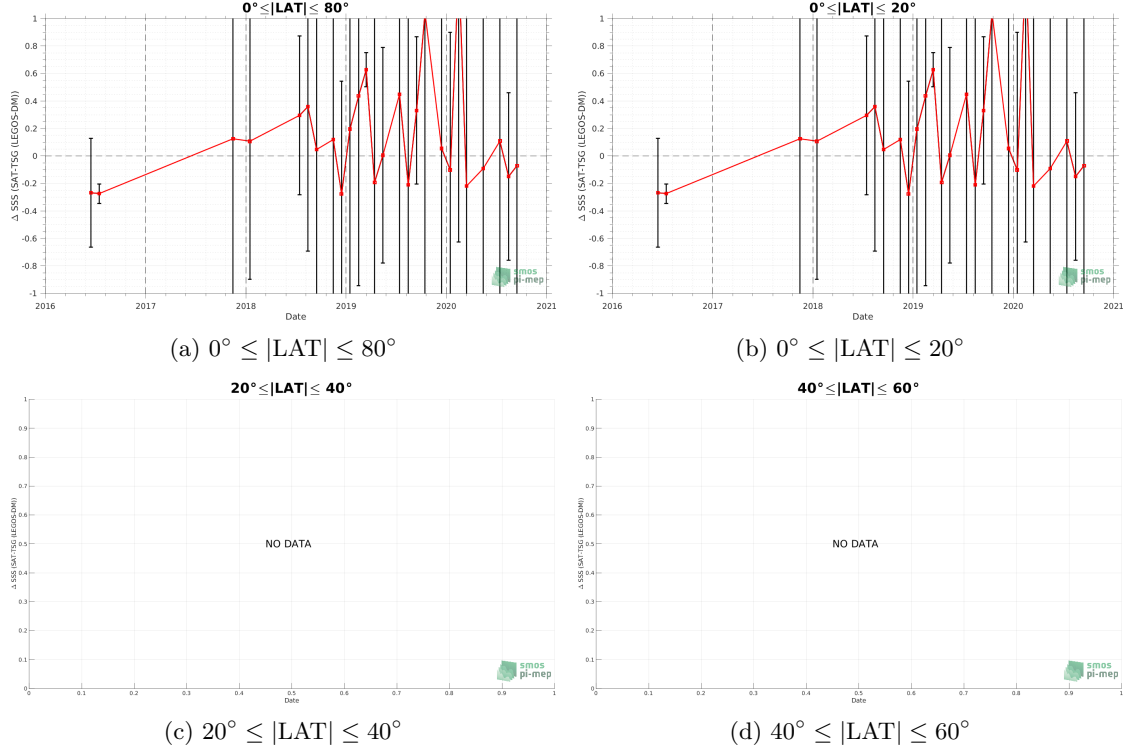 0°≤|LAT|≤ 80°
1
0.8
0.6
0.4
0.2
0
-0.2
-0.4
-0.6
-0.8
-1
Δ SSS (SAT-TSG (LEGOS-DM))
2016 2017 2018 2019 2020 2021
Date
smos
pi-mep
(a) 0° ≤ |LAT| ≤ 80°
0°≤|LAT|≤ 20°
1
0.8
0.6
0.4
0.2
0
-0.2
-0.4
-0.6
-0.8
-1
Δ SSS (SAT-TSG (LEGOS-DM))
2016 2017 2018 2019 2020 2021
Date
smos
pi-mep
(b) 0° ≤ |LAT| ≤ 20°
20°≤|LAT|≤ 40°
1
0.9
0.8
0.7
0.6
0.5
0.4
0.3
0.2
0.1
0
Δ SSS (SAT-TSG (LEGOS-DM))
NO DATA
0 0.1 0.2 0.3 0.4 0.5 0.6 0.7 0.8 0.9 1
Date
smos
pi-mep
(c) 20° ≤ |LAT| ≤ 40°
40°≤|LAT|≤ 60°
1
0.9
0.8
0.7
0.6
0.5
0.4
0.3
0.2
0.1
0
Δ SSS (SAT-TSG (LEGOS-DM))
NO DATA
0 0.1 0.2 0.3 0.4 0.5 0.6 0.7 0.8 0.9 1
Date
smos
pi-mep
(d) 40° ≤ |LAT| ≤ 60°